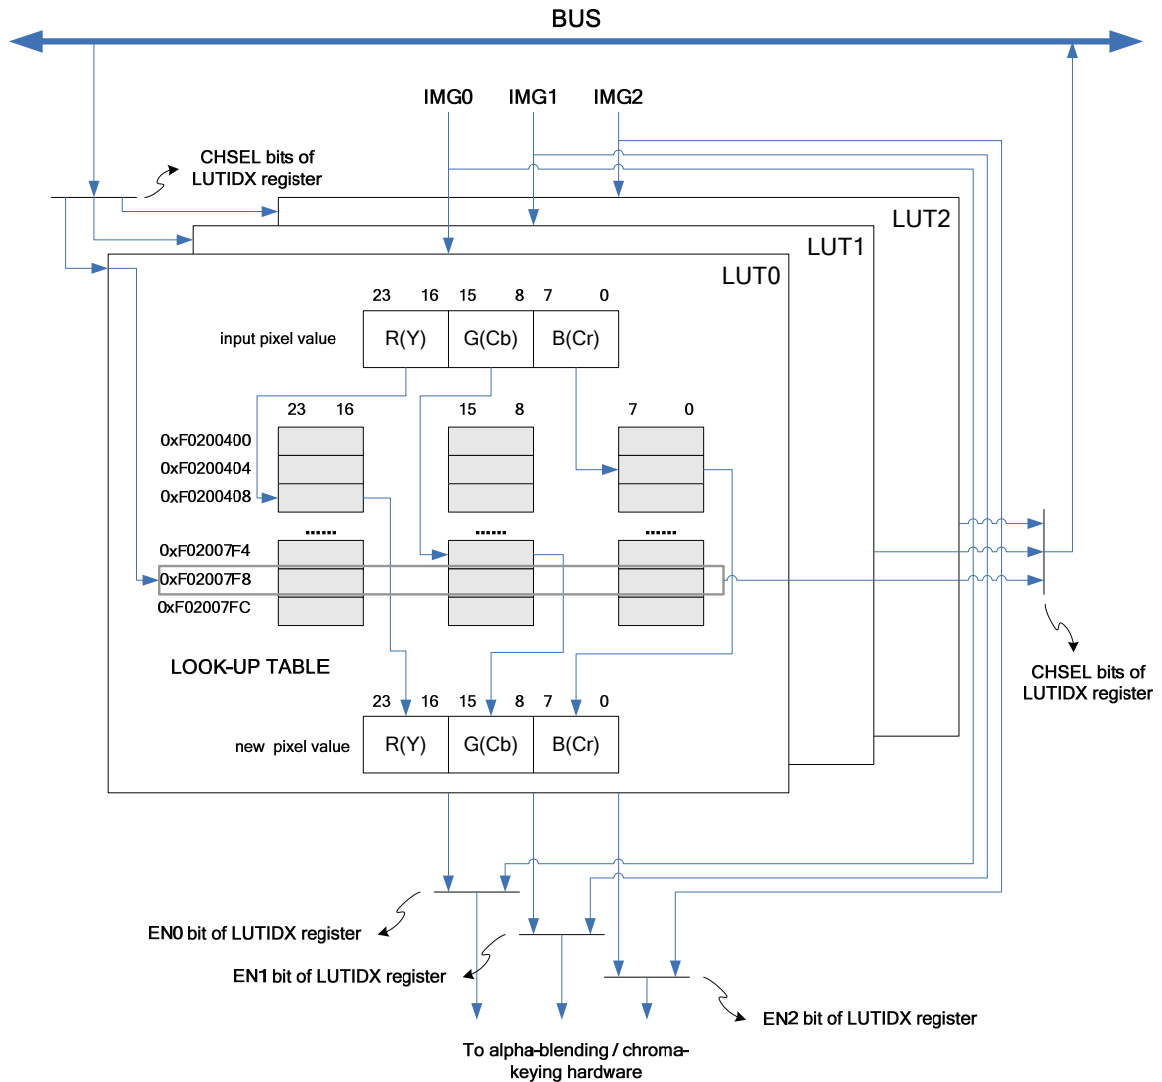 BUS
IMG0 IMG1 IMG2
CHSEL bits of
LUTIDX register
LUT2
LUT1
LUT0
23 16 15 8 7 0
input pixel value
R(Y) G(Cb) B(Cr)
23 16 15 8 7 0
0xF0200400
0xF0200404
0xF0200408
...... ...... ......
0xF02007F4
0xF02007F8
0xF02007FC
LOOK-UP TABLE
CHSEL bits of
LUTIDX register
23 16 15 8 7 0
new pixel value
R(Y) G(Cb) B(Cr)
EN0 bit of LUTIDX register
EN1 bit of LUTIDX register
EN2 bit of LUTIDX register
To alpha-blending / chroma-
keying hardware